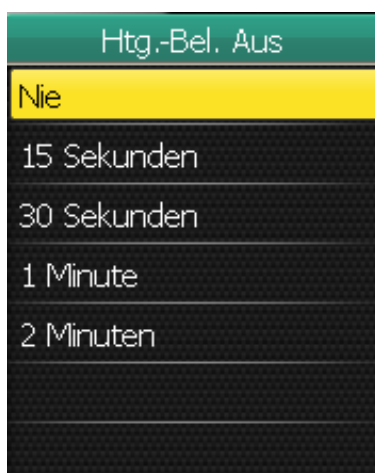 Htg.-Bel. Aus
Nie
15 Sekunden
30 Sekunden
1 Minute
2 Minuten